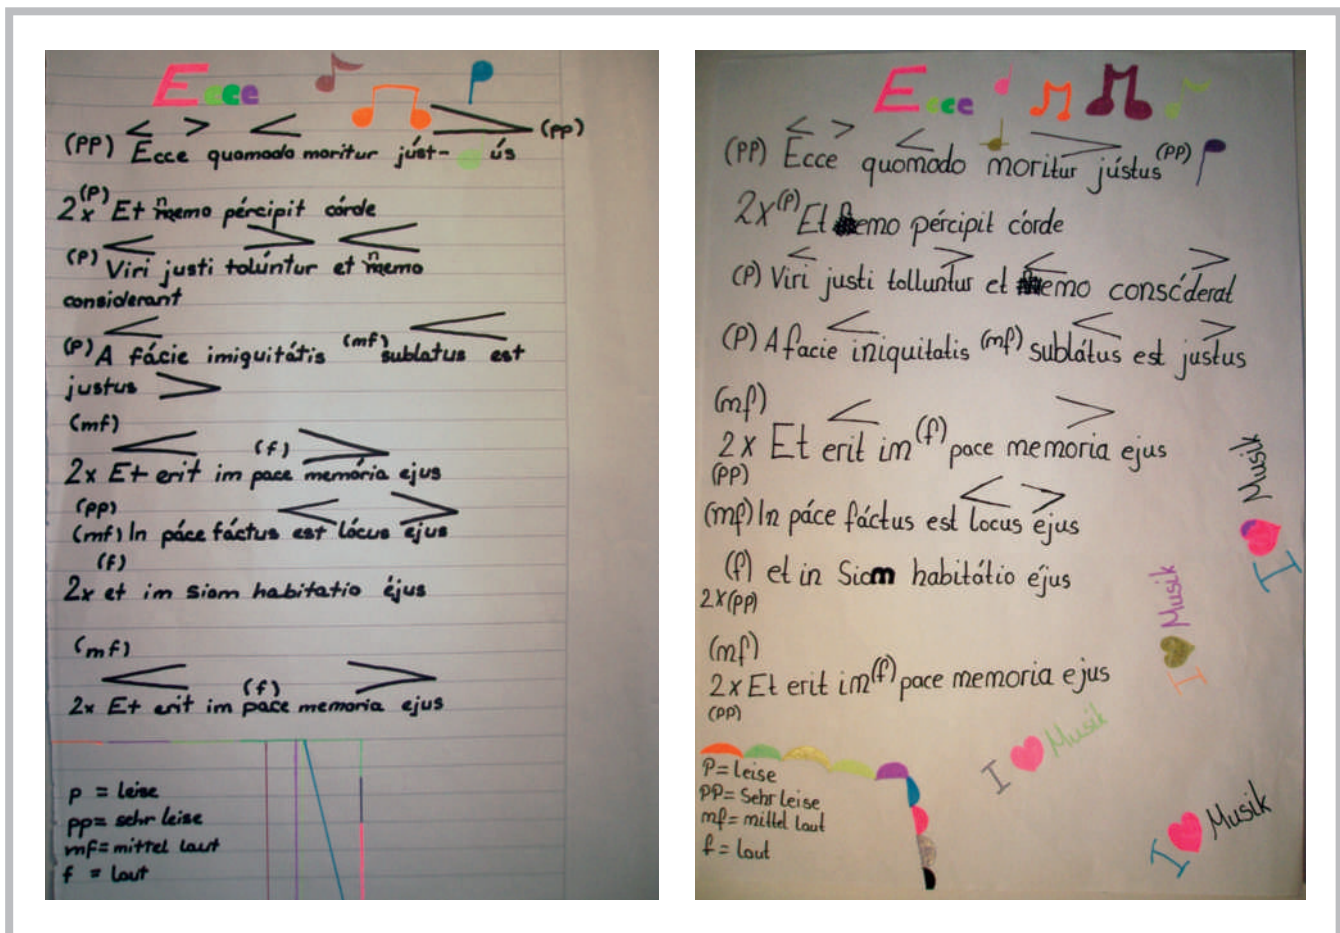 Ecce
(pp)
(PP) Ecce quomodo moritur júst- ús
2x (P) Et nemo pércipit córde
(P) Viri justi tolúntur et nemo
considerant
(P) A fácie imiquitátis (mf) sublatus est
justus
(mf)
(f)
2x Et erit im pace memória ejus
(pp)
(mf) In páce fáctus est lócus ejus
(f)
2x et im Siom habitatio éjus
(mf)
(f)
2x Et erit im pace memoria ejus
p = leise
pp= sehr leise
mf= mittel laut
f = laut
Ecce
(PP) Ecce quomodo moritur jústus (PP)
2x (P) Et nemo pércipit córde
(P) Viri justi tolluntur et nemo conscderat
(P) A facie iniquitatis (mf) sublátus est justus
(mf)
2x Et erit im (f) pace memoria ejus
(PP)
(mf) In páce fáctus est locus ejus
(f) et in Siom habitátio éjus
2x (PP)
(mf)
2x Et erit im (f) pace memoria ejus
(PP)
P= leise
PP= Sehr leise
mf= mittel laut
f = laut
I Musik
I Musik
I Musik
I Musik